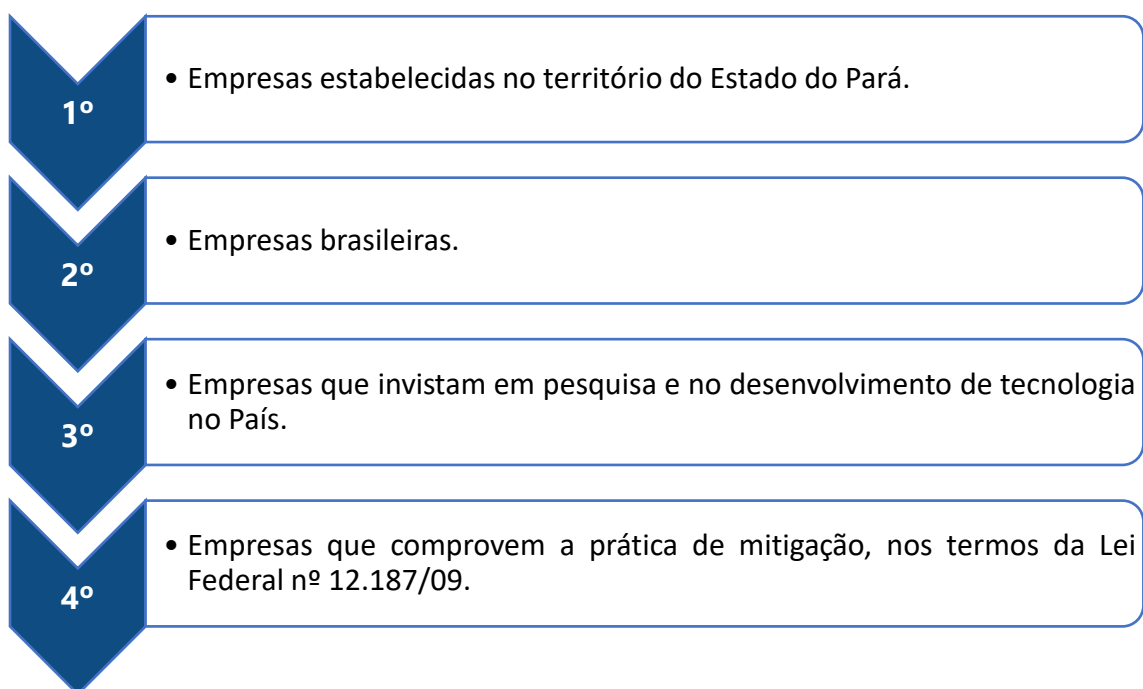 1º
• Empresas estabelecidas no território do Estado do Pará.
2º
• Empresas brasileiras.
3º
• Empresas que invistam em pesquisa e no desenvolvimento de tecnologia
no País.
4º
• Empresas que comprovem a prática de mitigação, nos termos da Lei
Federal nº 12.187/09.